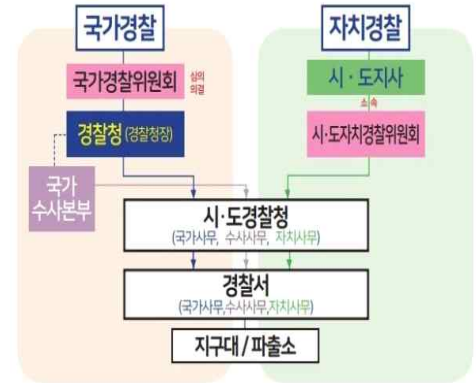 국가경찰
자치경찰
국가경찰위원회
심의
의결
시·도지사
소속
경찰청 (경찰청장)
시·도자치경찰위원회
국가
수사본부
시·도경찰청
(국가사무, 수사사무, 자치사무)
경찰서
(국가사무,수사사무,자치사무)
지구대 / 파출소